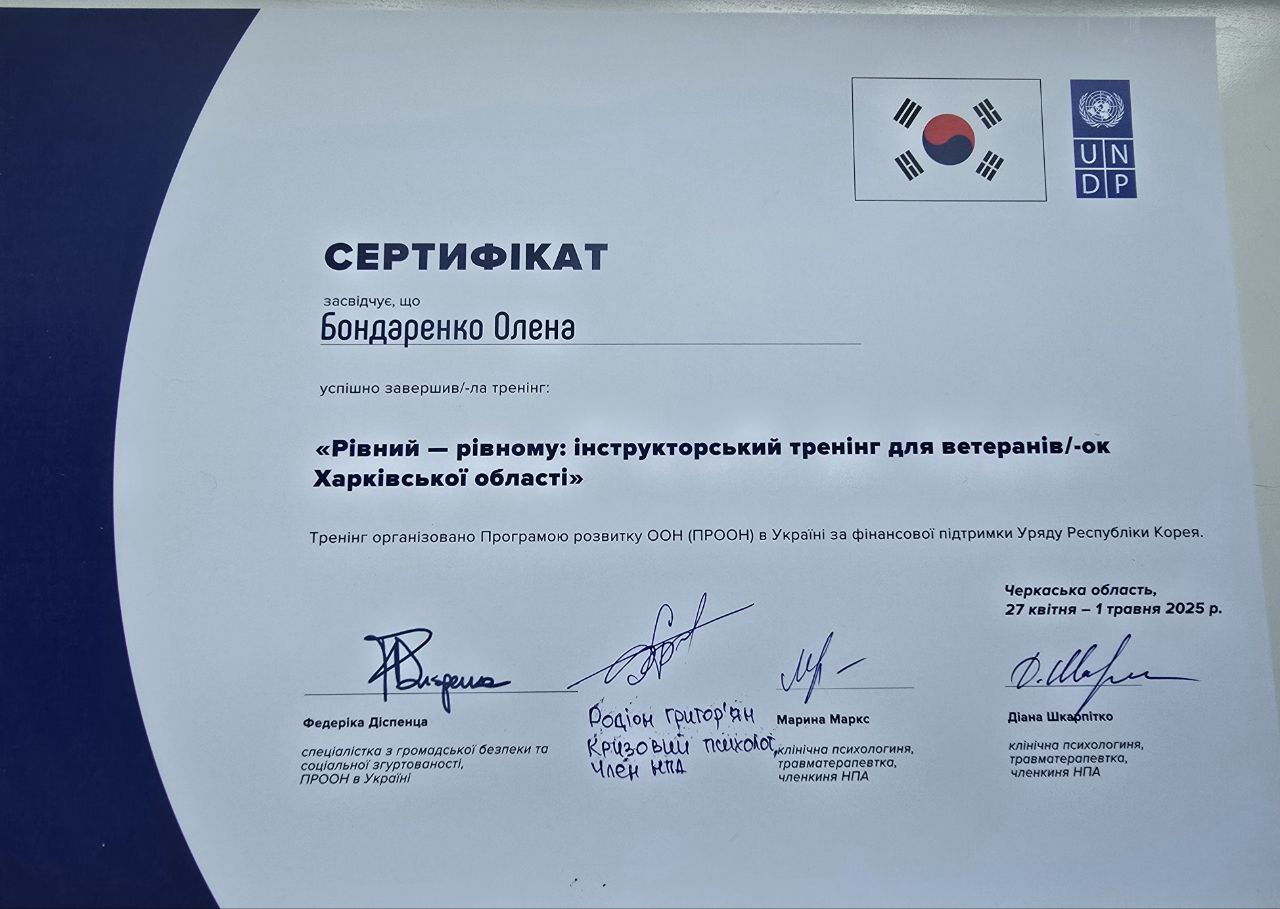 UN
DP
СЕРТИФІКАТ
засвідчує, що
Бондаренко Олена
успішно завершив/-ла тренінг:
«Рівний — рівному: інструкторський тренінг для ветеранів/-ок
Харківської області»
Тренінг організовано Програмою розвитку ООН (ПРООН) в Україні за фінансової підтримки Уряду Республіки Корея.
Черкаська область,
27 квітня – 1 травня 2025 р.
Федеріка Діспенца
спеціалістка з громадської безпеки та
соціальної згуртованості,
ПРООН в Україні
Родіон Григор'ян
Кризовий психолог,
член НПА
Марина Маркс
клінічна психологиня,
травматерапевтка,
членкиня НПА
Діана Шкарпітко
клінічна психологиня,
травматерапевтка,
членкиня НПА